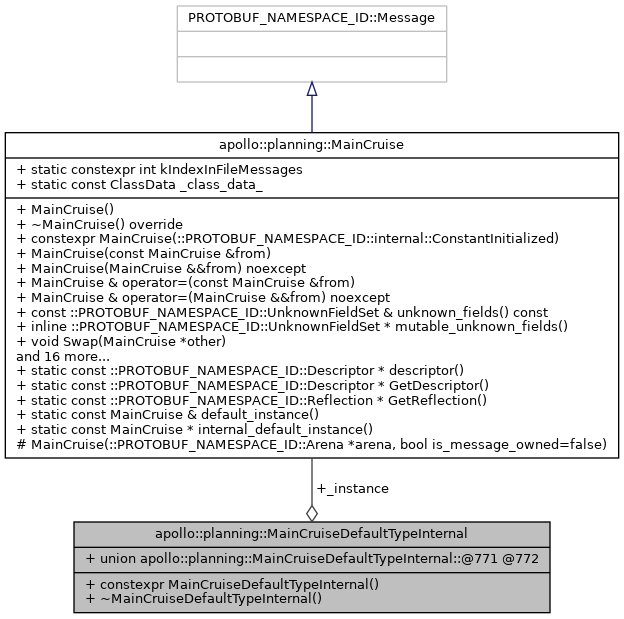 PROTOBUF_NAMESPACE_ID::Message
apollo::planning::MainCruise
+ static constexpr int kIndexInFileMessages
+ static const ClassData _class_data_
+ MainCruise()
+ ~MainCruise() override
+ constexpr MainCruise(::PROTOBUF_NAMESPACE_ID::internal::ConstantInitialized)
+ MainCruise(const MainCruise &from)
+ MainCruise(MainCruise &&from) noexcept
+ MainCruise & operator=(const MainCruise &from)
+ MainCruise & operator=(MainCruise &&from) noexcept
+ const ::PROTOBUF_NAMESPACE_ID::UnknownFieldSet & unknown_fields() const
+ inline ::PROTOBUF_NAMESPACE_ID::UnknownFieldSet * mutable_unknown_fields()
+ void Swap(MainCruise *other)
and 16 more...
+ static const ::PROTOBUF_NAMESPACE_ID::Descriptor * descriptor()
+ static const ::PROTOBUF_NAMESPACE_ID::Descriptor * GetDescriptor()
+ static const ::PROTOBUF_NAMESPACE_ID::Reflection * GetReflection()
+ static const MainCruise & default_instance()
+ static const MainCruise * internal_default_instance()
# MainCruise(::PROTOBUF_NAMESPACE_ID::Arena *arena, bool is_message_owned=false)
+_instance
apollo::planning::MainCruiseDefaultTypeInternal
+ union apollo::planning::MainCruiseDefaultTypeInternal::@771 @772
+ constexpr MainCruiseDefaultTypeInternal()
+ ~MainCruiseDefaultTypeInternal()